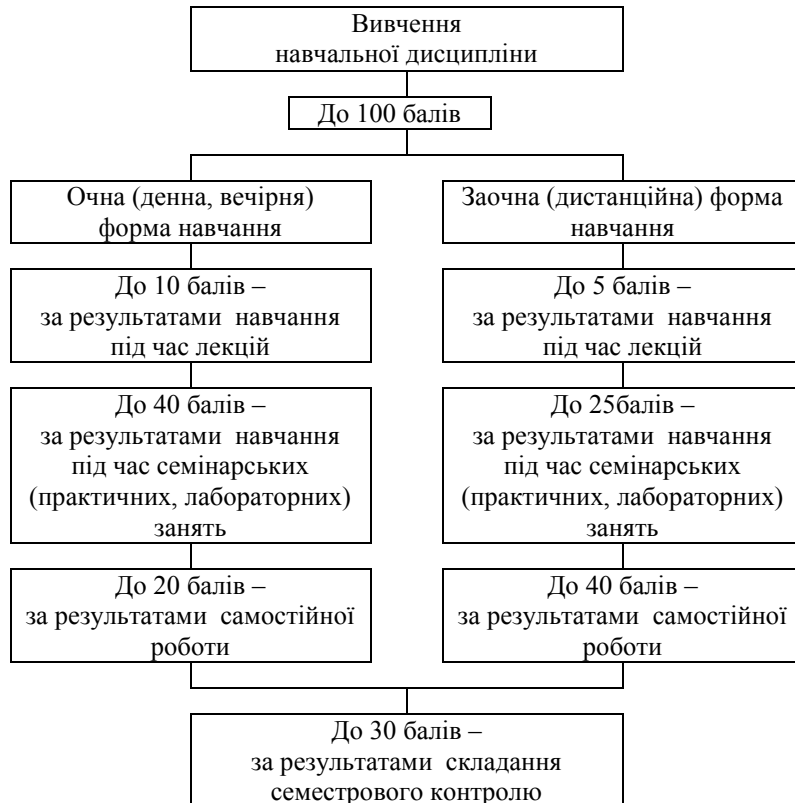 Вивчення
навчальної дисципліни
До 100 балів
Очна (денна, вечірня)
форма навчання
До 10 балів –
за результатами навчання
під час лекцій
До 40 балів –
за результатами навчання
під час семінарських
(практичних, лабораторних)
занять
До 20 балів –
за результатами самостійної
роботи
Заочна (дистанційна) форма
навчання
До 5 балів –
за результатами навчання
під час лекцій
До 25балів –
за результатами навчання
під час семінарських
(практичних, лабораторних)
занять
До 40 балів –
за результатами самостійної
роботи
До 30 балів –
за результатами складання
семестрового контролю